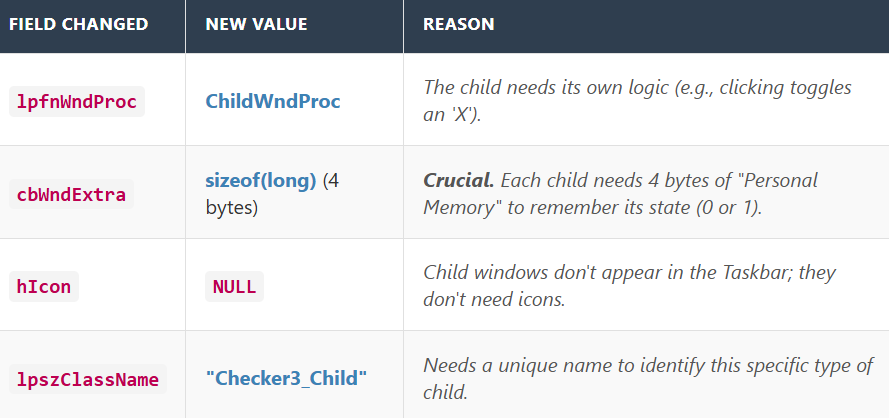 FIELD CHANGED NEW VALUE REASON
lpfnWndProc ChildWndProc The child needs its own logic (e.g., clicking toggles
an 'X').
cbWndExtra sizeof(long) (4
bytes) Crucial. Each child needs 4 bytes of "Personal
Memory" to remember its state (0 or 1).
hIcon NULL Child windows don't appear in the Taskbar; they
don't need icons.
lpszClassName "Checker3_Child" Needs a unique name to identify this specific type of
child.